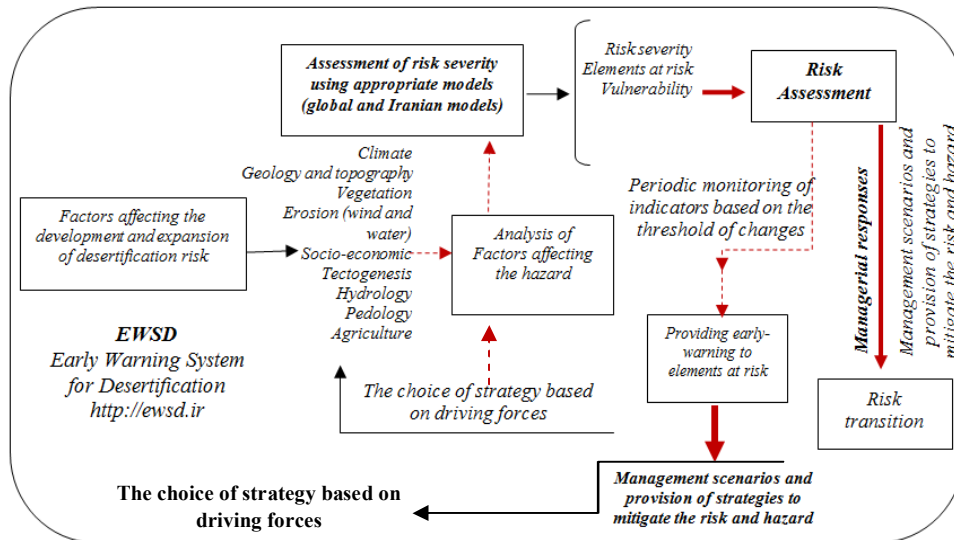 Assessment of risk severity
using appropriate models
(global and Iranian models)
Risk severity
Elements at risk
Vulnerability
Risk
Assessment
Climate
Geology and topography
Vegetation
Erosion (wind and
water)
Socio-economic
Tectogenesis
Hydrology
Pedology
Agriculture
Factors affecting the
development and expansion
of desertification risk
Analysis of
Factors affecting
the hazard
Periodic monitoring of
indicators based on the
threshold of changes
Managerial responses
Management scenarios and
provision of strategies to
mitigate the risk and hazard
EWSD
Early Warning System
for Desertification
http://ewsd.ir
Providing early-
warning to
elements at risk
The choice of strategy based
on driving forces
Risk
transition
Management scenarios and
provision of strategies to
mitigate the risk and hazard
The choice of strategy based on
driving forces